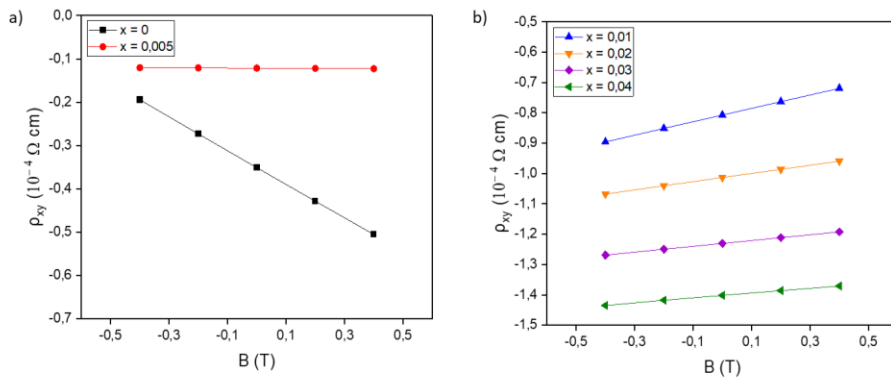 a)
x = 0
x = 0,005
0,0
-0,1
-0,2
-0,3
-0,4
-0,5
-0,6
-0,7
ρxy (10⁻⁴ Ω cm)
-0,5 -0,3 -0,1 0,1 0,3 0,5
B (T)
b)
x = 0,01
x = 0,02
x = 0,03
x = 0,04
-0,5
-0,6
-0,7
-0,8
-0,9
-1,0
-1,1
-1,2
-1,3
-1,4
-1,5
ρxy (10⁻⁴ Ω cm)
-0,5 -0,3 -0,1 0,1 0,3 0,5
B (T)